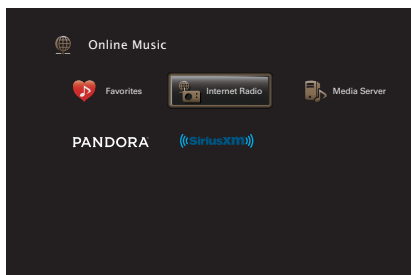 Online Music
Favorites
Internet Radio
Media Server
PANDORA
SiriusXM